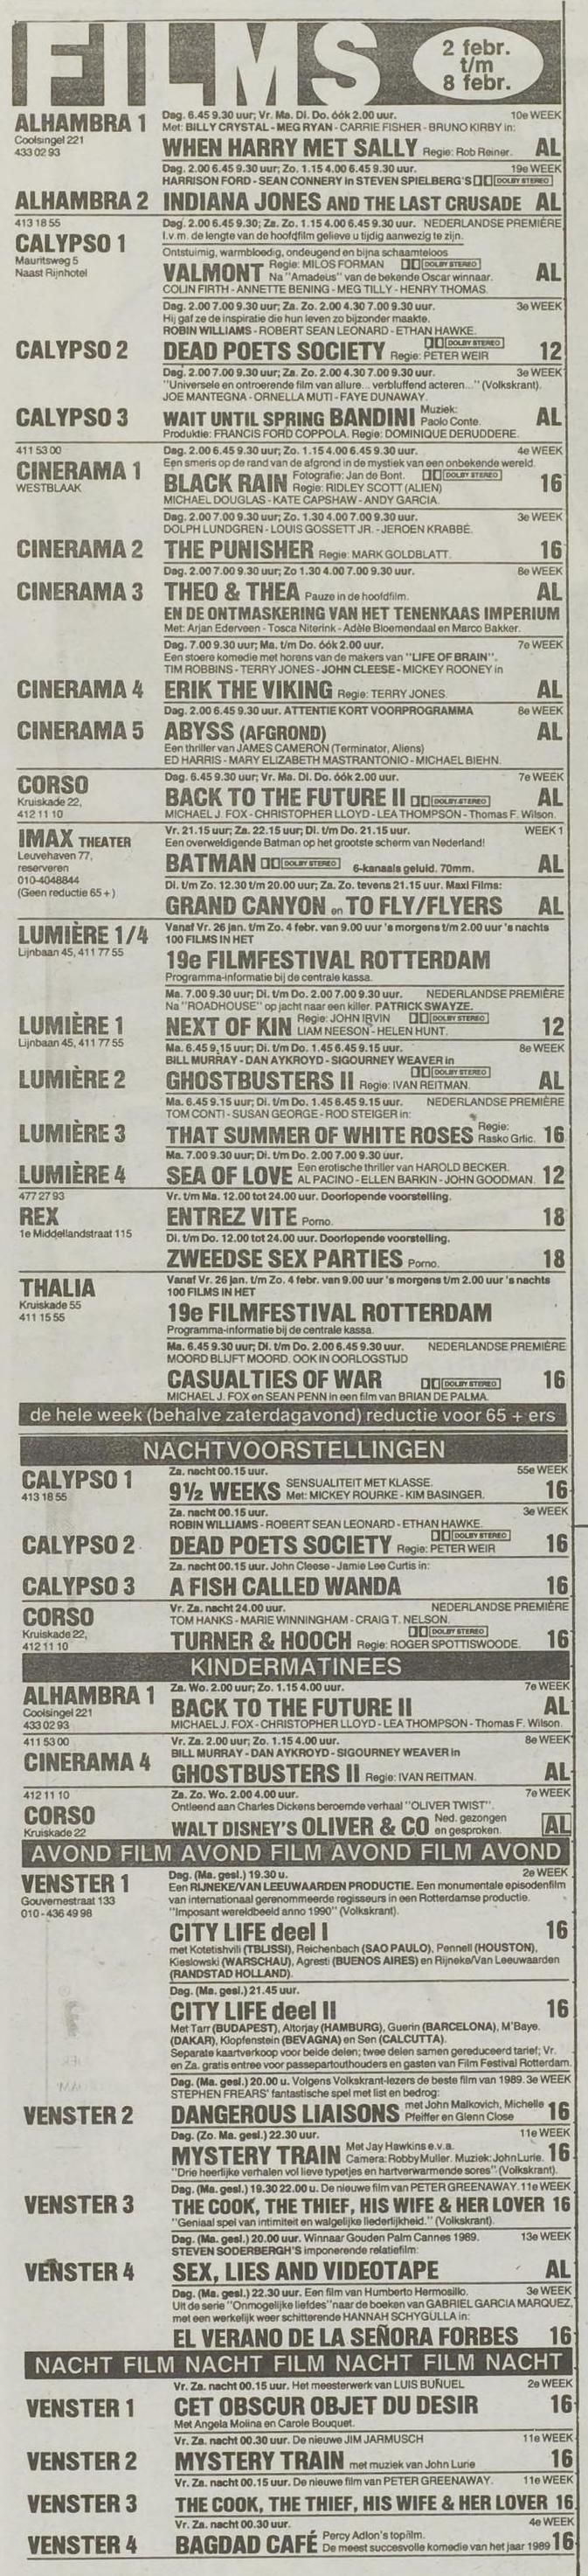 FILMS
2 febr.
t/m
8 febr.
ALHAMBRA 1
Coolsingel 221
433 02 93
Dag. 6.45 9.30 uur; Vr. Ma. Di. Do. óók 2.00 uur. 10e WEEK
Met: BILLY CRYSTAL - MEG RYAN - CARRIE FISHER - BRUNO KIRBY in:
WHEN HARRY MET SALLY Regie: Rob Reiner. AL
Dag. 2.00 6.45 9.30 uur; Zo. 1.15 4.00 6.45 9.30 uur. 19e WEEK
HARRISON FORD - SEAN CONNERY in STEVEN SPIELBERG'S DOLBY STEREO
ALHAMBRA 2 INDIANA JONES AND THE LAST CRUSADE AL
413 18 55
CALYPSO 1
Mauritsweg 5
Naast Rijnhotel
Dag. 2.00 6.45 9.30; Za. Zo. 1.15 4.00 6.45 9.30 uur. NEDERLANDSE PREMIÈRE
I.v.m. de lengte van de hoofdfilm gelieve u tijdig aanwezig te zijn.
Onstuimig, warmbloedig, ondeugend en bijna schaamteloos
VALMONT Regie: MILOS FORMAN DOLBY STEREO
Na "Amadeus" van de bekende Oscar winnaar. AL
COLIN FIRTH - ANNETTE BENING - MEG TILLY - HENRY THOMAS.
Dag. 2.00 7.00 9.30 uur; Za. Zo. 2.00 4.30 7.00 9.30 uur. 3e WEEK
Hij gaf ze de inspiratie die hun leven zo bijzonder maakte.
ROBIN WILLIAMS - ROBERT SEAN LEONARD - ETHAN HAWKE.
DOLBY STEREO
CALYPSO 2 DEAD POETS SOCIETY Regie: PETER WEIR 12
Dag. 2.00 7.00 9.30 uur; Za. Zo. 2.00 4.30 7.00 9.30 uur. 3e WEEK
"Universele en ontroerende film van allure... verbluffend acteren..." (Volkskrant).
JOE MANTEGNA - ORNELLA MUTI - FAYE DUNAWAY.
CALYPSO 3 WAIT UNTIL SPRING BANDINI Muziek: Paolo Conte. AL
Produktie: FRANCIS FORD COPPOLA. Regie: DOMINIQUE DERUDDERE.
411 53 00
CINERAMA 1
WESTBLAAK
Dag. 2.00 6.45 9.30 uur; Zo. 1.15 4.00 6.45 9.30 uur. 4e WEEK
Een smeris op de rand van de afgrond in de mystiek van een onbekende wereld.
BLACK RAIN Fotografie: Jan de Bont. DOLBY STEREO
Regie: RIDLEY SCOTT (ALIEN) 16
MICHAEL DOUGLAS - KATE CAPSHAW - ANDY GARCIA.
Dag. 2.00 7.00 9.30 uur; Zo. 1.30 4.00 7.00 9.30 uur. 3e WEEK
DOLPH LUNDGREN - LOUIS GOSSETT JR. - JEROEN KRABBÉ.
CINERAMA 2 THE PUNISHER Regie: MARK GOLDBLATT. 16
Dag. 2.00 7.00 9.30 uur; Zo 1.30 4.00 7.00 9.30 uur. 8e WEEK
CINERAMA 3 THEO & THEA Pauze in de hoofdfilm. AL
EN DE ONTMASKERING VAN HET TENENKAAS IMPERIUM
Met: Arjan Ederveen - Tosca Niterink - Adèle Bloemendaal en Marco Bakker.
Dag. 7.00 9.30 uur; Ma. t/m Do. óók 2.00 uur. 7e WEEK
Een stoere komedie met horens van de makers van "LIFE OF BRAIN".
TIM ROBBINS - TERRY JONES - JOHN CLEESE - MICKEY ROONEY in
CINERAMA 4 ERIK THE VIKING Regie: TERRY JONES. AL
Dag. 2.00 6.45 9.30 uur. ATTENTIE KORT VOORPROGRAMMA 8e WEEK
CINERAMA 5 ABYSS (AFGROND) AL
Een thriller van JAMES CAMERON (Terminator, Aliens)
ED HARRIS - MARY ELIZABETH MASTRANTONIO - MICHAEL BIEHN.
CORSO
Kruiskade 22,
412 11 10
Dag. 6.45 9.30 uur; Vr. Ma. Di. Do. óók 2.00 uur. 7e WEEK
BACK TO THE FUTURE II DOLBY STEREO AL
MICHAEL J. FOX - CHRISTOPHER LLOYD - LEA THOMPSON - Thomas F. Wilson.
IMAX THEATER
Leuvehaven 77,
reserveren
010-4048844
(Geen reductie 65 +)
Vr. 21.15 uur; Za. 22.15 uur; Di. t/m Do. 21.15 uur. WEEK 1
Een overweldigende Batman op het grootste scherm van Nederland!
BATMAN DOLBY STEREO 6-kanaals geluid. 70mm. AL
Di. t/m Zo. 12.30 t/m 20.00 uur; Za. Zo. tevens 21.15 uur. Maxi Films:
GRAND CANYON en TO FLY/FLYERS AL
LUMIÈRE 1/4
Lijnbaan 45, 411 77 55
Vanaf Vr. 26 jan. t/m Zo. 4 febr. van 9.00 uur 's morgens t/m 2.00 uur 's nachts
100 FILMS IN HET
19e FILMFESTIVAL ROTTERDAM
Programma-informatie bij de centrale kassa.
Ma. 7.00 9.30 uur; Di. t/m Do. 2.00 7.00 9.30 uur. NEDERLANDSE PREMIÈRE
Na "ROADHOUSE" op jacht naar een killer. PATRICK SWAYZE.
LUMIÈRE 1
Lijnbaan 45, 411 77 55
NEXT OF KIN Regie: JOHN IRVIN DOLBY STEREO
LIAM NEESON - HELEN HUNT. 12
Ma. 6.45 9.15 uur; Di. t/m Do. 1.45 6.45 9.15 uur. 8e WEEK
BILL MURRAY - DAN AYKROYD - SIGOURNEY WEAVER in
DOLBY STEREO
LUMIÈRE 2 GHOSTBUSTERS II Regie: IVAN REITMAN. AL
Ma. 6.45 9.15 uur; Di. t/m Do. 1.45 6.45 9.15 uur. NEDERLANDSE PREMIÈRE
TOM CONTI - SUSAN GEORGE - ROD STEIGER in:
LUMIÈRE 3 THAT SUMMER OF WHITE ROSES Regie: Rasko Grlic. 16
Ma. 7.00 9.30 uur; Di. t/m Do. 2.00 7.00 9.30 uur.
LUMIÈRE 4 SEA OF LOVE Een erotische thriller van HAROLD BECKER.
AL PACINO - ELLEN BARKIN - JOHN GOODMAN. 12
477 27 93
REX
1e Middellandstraat 115
Vr. t/m Ma. 12.00 tot 24.00 uur. Doorlopende voorstelling.
ENTREZ VITE Porno. 18
Di. t/m Do. 12.00 tot 24.00 uur. Doorlopende voorstelling.
ZWEEDSE SEX PARTIES Porno. 18
THALIA
Kruiskade 55
411 15 55
Vanaf Vr. 26 jan. t/m Zo. 4 febr. van 9.00 uur 's morgens t/m 2.00 uur 's nachts
100 FILMS IN HET
19e FILMFESTIVAL ROTTERDAM
Programma-informatie bij de centrale kassa.
Ma. 6.45 9.30 uur; Di. t/m Do. 2.00 6.45 9.30 uur. NEDERLANDSE PREMIÈRE
MOORD BLIJFT MOORD. OOK IN OORLOGSTIJD
CASUALTIES OF WAR DOLBY STEREO 16
MICHAEL J. FOX en SEAN PENN in een film van BRIAN DE PALMA.
de hele week (behalve zaterdagavond) reductie voor 65 + ers
NACHTVOORSTELLINGEN
CALYPSO 1
413 18 55
Za. nacht 00.15 uur. 55e WEEK
9½ WEEKS SENSUALITEIT MET KLASSE.
Met: MICKEY ROURKE - KIM BASINGER. 16
Za. nacht 00.15 uur. 3e WEEK
ROBIN WILLIAMS - ROBERT SEAN LEONARD - ETHAN HAWKE.
DOLBY STEREO
CALYPSO 2 DEAD POETS SOCIETY Regie: PETER WEIR 16
Za. nacht 00.15 uur. John Cleese - Jamie Lee Curtis in:
CALYPSO 3 A FISH CALLED WANDA 16
CORSO
Kruiskade 22,
412 11 10
Vr. Za. nacht 24.00 uur. NEDERLANDSE PREMIÈRE
TOM HANKS - MARIE WINNINGHAM - CRAIG T. NELSON.
DOLBY STEREO
TURNER & HOOCH Regie: ROGER SPOTTISWOODE. 16
KINDERMATINEES
ALHAMBRA 1
Coolsingel 221
433 02 93
Za. Wo. 2.00 uur; Zo. 1.15 4.00 uur. 7e WEEK
BACK TO THE FUTURE II AL
MICHAEL J. FOX - CHRISTOPHER LLOYD - LEA THOMPSON - Thomas F. Wilson.
411 53 00
CINERAMA 4
Vr. Za. 2.00 uur; Zo. 1.15 4.00 uur. 8e WEEK
BILL MURRAY - DAN AYKROYD - SIGOURNEY WEAVER in
GHOSTBUSTERS II Regie: IVAN REITMAN. AL
412 11 10
CORSO
Kruiskade 22
Za. Zo. Wo. 2.00 4.00 uur. 7e WEEK
Ontleend aan Charles Dickens beroemde verhaal "OLIVER TWIST".
WALT DISNEY'S OLIVER & CO Ned. gezongen en gesproken. AL
AVOND FILM AVOND FILM AVOND FILM AVOND
VENSTER 1
Gouvernestraat 133
010 - 436 49 98
Dag. (Ma. gesl.) 19.30 u. 2e WEEK
Een RIJNEKE/VAN LEEUWAARDEN PRODUCTIE. Een monumentale episodenfilm
van internationaal gerenommeerde regisseurs in een Rotterdamse productie.
"Imposant wereldbeeld anno 1990" (Volkskrant).
CITY LIFE deel I 16
met Kotetishvili (TBLISSI), Reichenbach (SAO PAULO), Pennell (HOUSTON),
Kieslowski (WARSCHAU), Agresti (BUENOS AIRES) en Rijneke/Van Leeuwaarden
(RANDSTAD HOLLAND).
Dag. (Ma. gesl.) 21.45 uur.
CITY LIFE deel II 16
Met Tarr (BUDAPEST), Altorjay (HAMBURG), Guerin (BARCELONA), M'Baye.
(DAKAR), Klopfenstein (BEVAGNA) en Sen (CALCUTTA).
Separate kaartverkoop voor beide delen; twee delen samen gereduceerd tarief; Vr.
en Za. gratis entree voor passepartouthouders en gasten van Film Festival Rotterdam.
Dag. (Ma. gesl.) 20.00 u. Volgens Volkskrant-lezers de beste film van 1989. 3e WEEK
STEPHEN FREARS' fantastische spel met list en bedrog:
VENSTER 2 DANGEROUS LIAISONS met John Malkovich, Michelle Pfeiffer en Glenn Close 16
Dag. (Zo. Ma. gesl.) 22.30 uur. 11e WEEK
MYSTERY TRAIN Met Jay Hawkins e.v.a.
Camera: Robby Muller. Muziek: John Lurie. 16
"Drie heerlijke verhalen vol lieve typetjes en hartverwarmende sores" (Volkskrant).
Dag. (Ma. gesl.) 19.30 22.00 u. De nieuwe film van PETER GREENAWAY. 11e WEEK
VENSTER 3 THE COOK, THE THIEF, HIS WIFE & HER LOVER 16
"Geniaal spel van intimiteit en walgelijke liederlijkheid." (Volkskrant).
Dag. (Ma. gesl.) 20.00 uur. Winnaar Gouden Palm Cannes 1989. 13e WEEK
STEVEN SODERBERGH'S imponerende relatiefilm:
VENSTER 4 SEX, LIES AND VIDEOTAPE AL
Dag. (Ma. gesl.) 22.30 uur. Een film van Humberto Hermosillo. 3e WEEK
Uit de serie "Onmogelijke liefdes" naar de boeken van GABRIEL GARCIA MARQUEZ,
met een werkelijk weer schitterende HANNAH SCHYGULLA in:
EL VERANO DE LA SEÑORA FORBES 16
NACHT FILM NACHT FILM NACHT FILM NACHT
Vr. Za. nacht 00.15 uur. Het meesterwerk van LUIS BUÑUEL 2e WEEK
VENSTER 1 CET OBSCUR OBJET DU DESIR 16
Met Angela Molina en Carole Bouquet.
Vr. Za. nacht 00.30 uur. De nieuwe JIM JARMUSCH 11e WEEK
VENSTER 2 MYSTERY TRAIN met muziek van John Lurie 16
Vr. Za. nacht 00.15 uur. De nieuwe film van PETER GREENAWAY. 11e WEEK
VENSTER 3 THE COOK, THE THIEF, HIS WIFE & HER LOVER 16
Vr. Za. nacht 00.30 uur. 4e WEEK
VENSTER 4 BAGDAD CAFÉ Percy Adlon's topfilm.
De meest succesvolle komedie van het jaar 1989 16